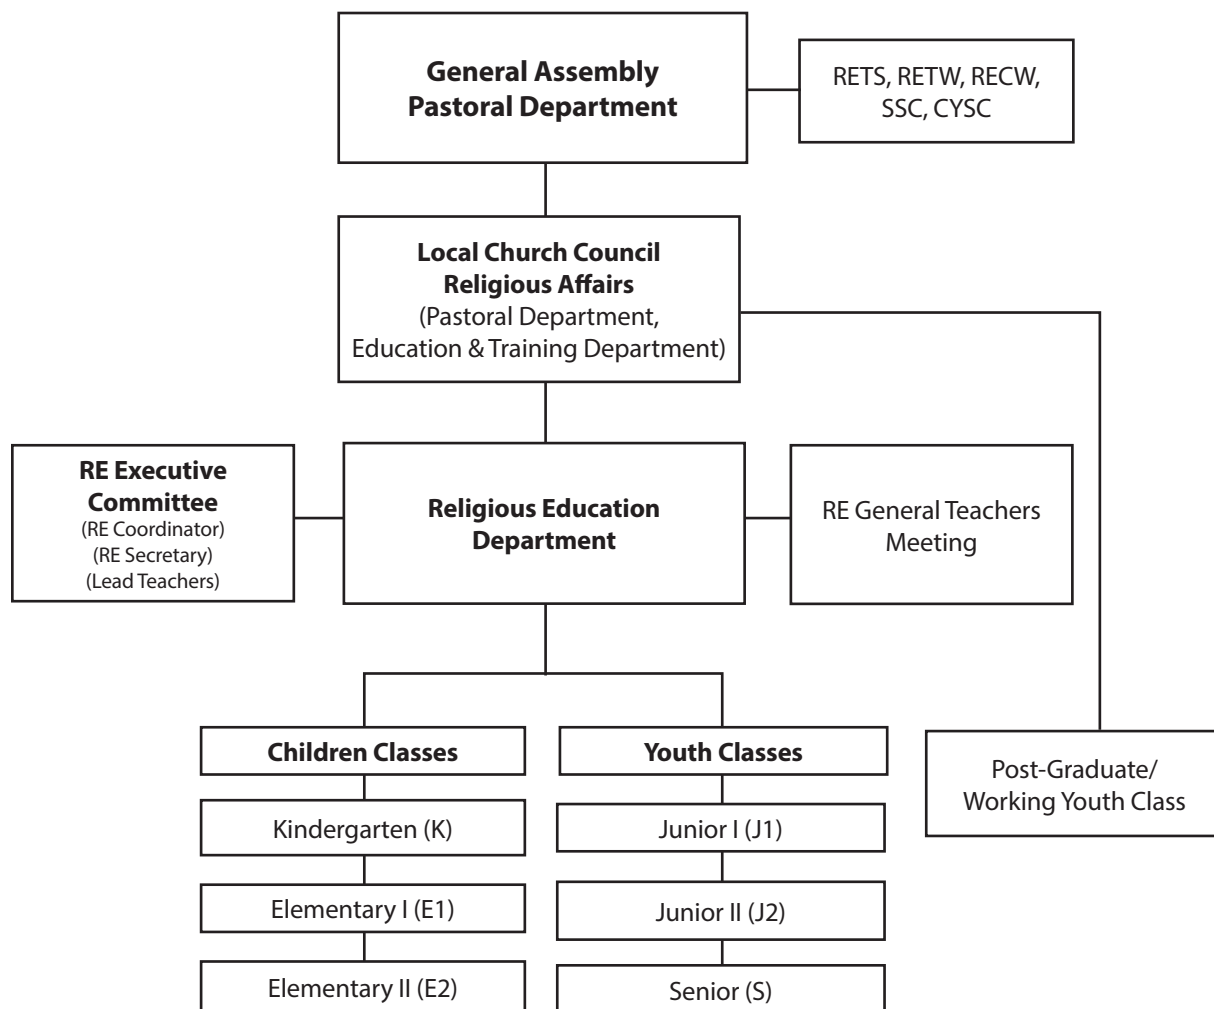 General Assembly
Pastoral Department
RETS, RETW, RECW,
SSC, CYSC
Local Church Council
Religious Affairs
(Pastoral Department,
Education & Training Department)
RE Executive
Committee
(RE Coordinator)
(RE Secretary)
(Lead Teachers)
Religious Education
Department
RE General Teachers
Meeting
Children Classes
Kindergarten (K)
Elementary I (E1)
Elementary II (E2)
Youth Classes
Junior I (J1)
Junior II (J2)
Senior (S)
Post-Graduate/
Working Youth Class